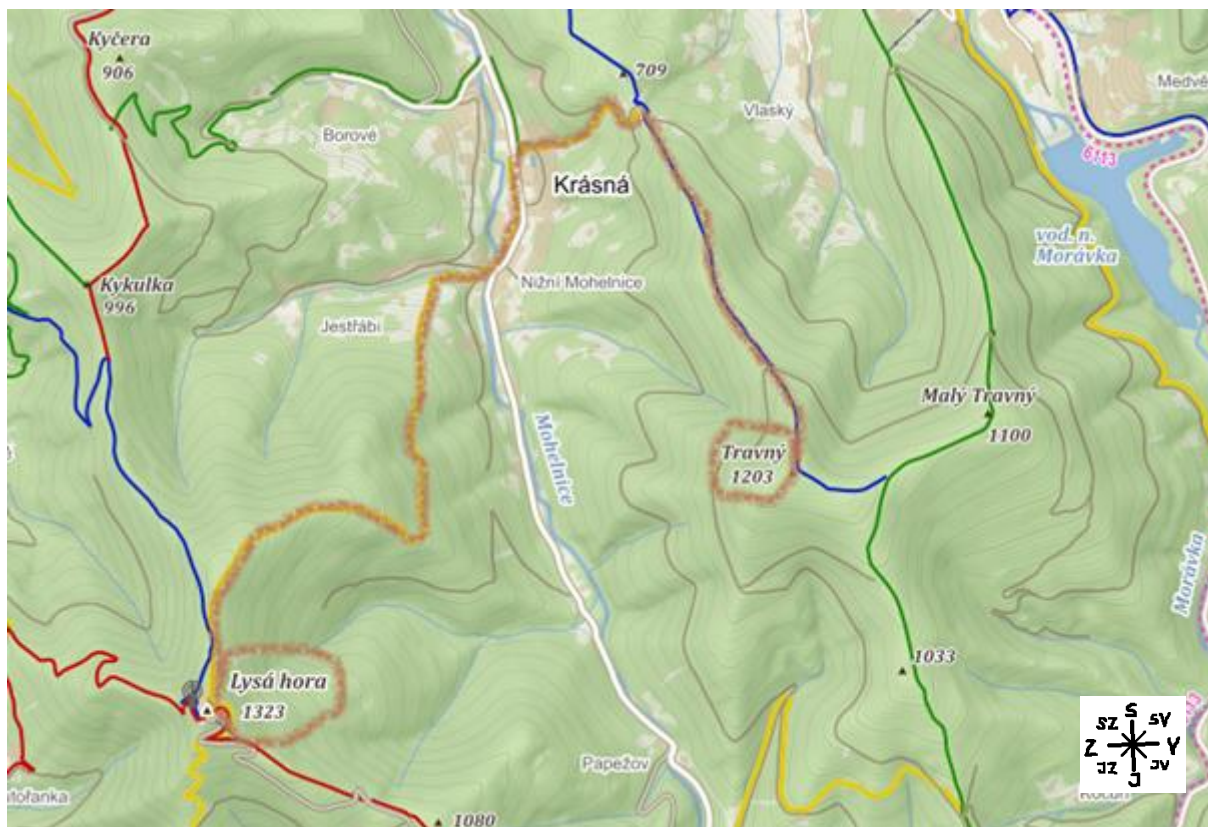 Kyčera
906
709
Medvě
Vlaský
Borové
6113
Krásná
vod. n.
Morávka
Kykulka
996
Nižní Mohelnice
Jestřábí
Malý Travný
1100
Mohelnice
Travný
1203
Morávka
1033
Lysá hora
1323
S
SZ
SV
Z
V
JZ
JV
J
Papežov
1080